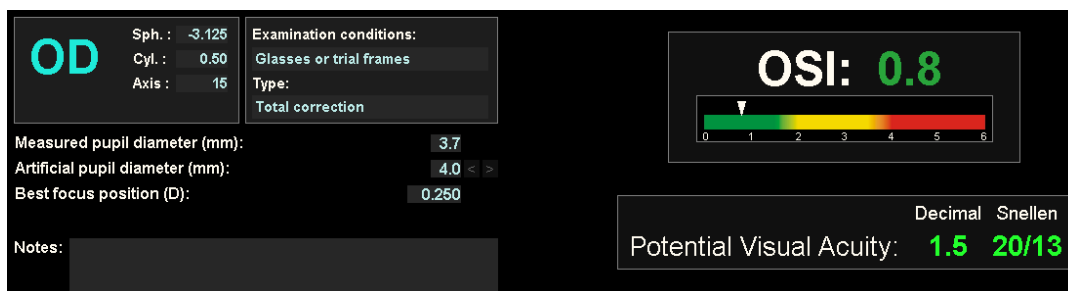 OD
Sph. : -3.125
Cyl. : 0.50
Axis : 15
Examination conditions:
Glasses or trial frames
Type:
Total correction
Measured pupil diameter (mm): 3.7
Artificial pupil diameter (mm): 4.0 < >
Best focus position (D): 0.250
Notes:
OSI: 0.8
0 1 2 3 4 5 6
Decimal Snellen
Potential Visual Acuity: 1.5 20/13